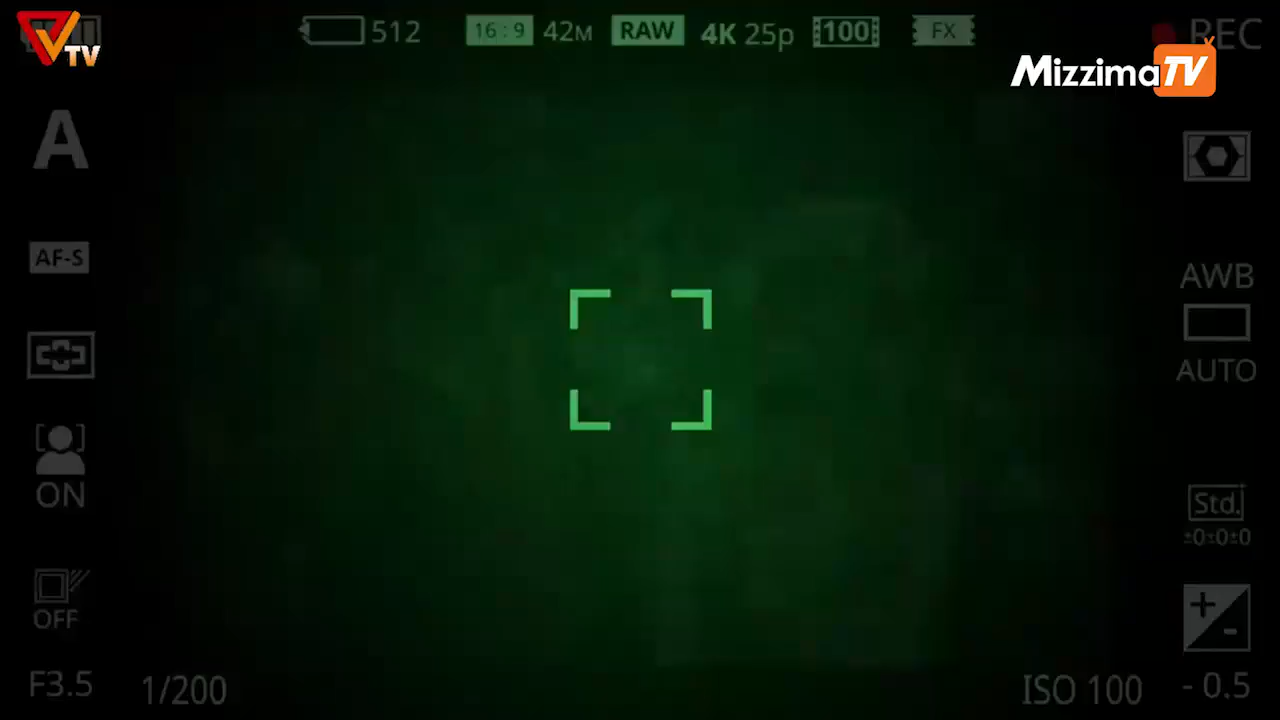 VTV
512
16:9
42M
RAW
4K 25p
100
FX
REC
MizzimaTV
A
AF-S
AWB
AUTO
ON
Std.
±0±0±0
OFF
F3.5
1/200
ISO 100
- 0.5